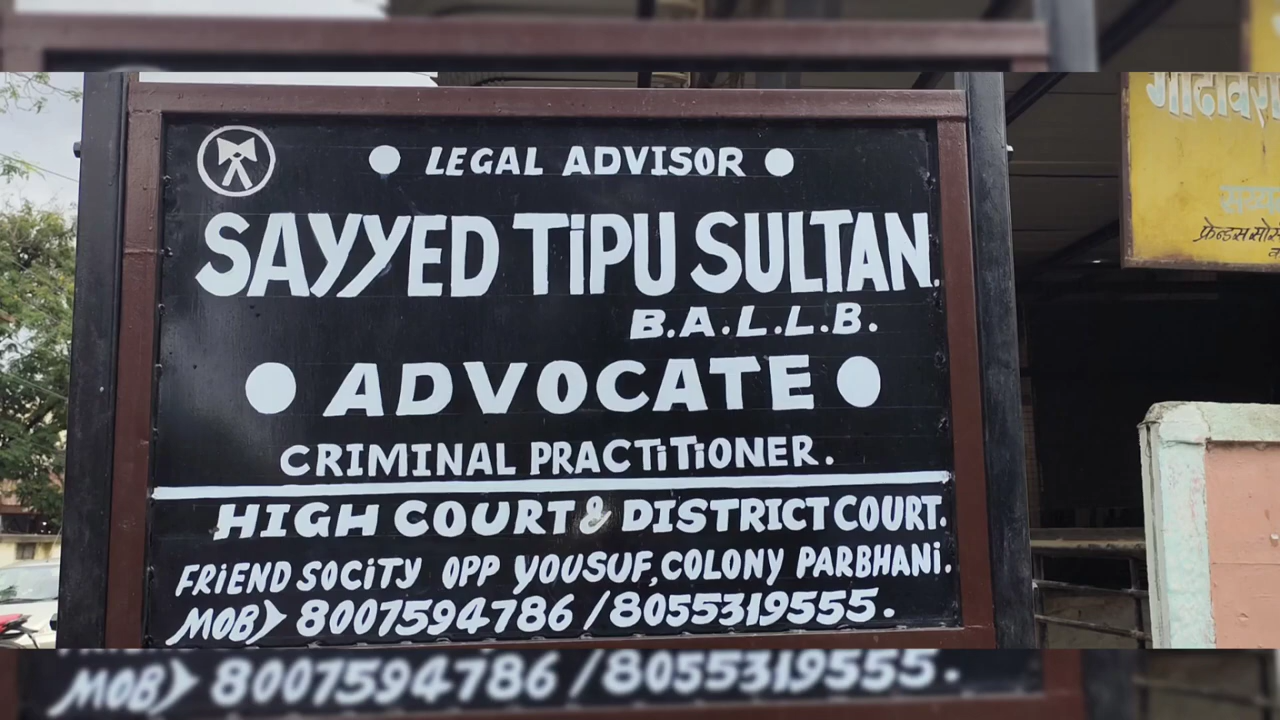 LEGAL ADVISOR
SAYYED TiPU SULTAN.
B.A.L.L.B.
ADVOCATE
CRIMINAL PRACTiTiONER.
HIGH COURT & DISTRICT COURT.
FRiEND SOCiTY OPP YOUSUF, COLONY PARBHANi.
MOB> 8007594786 / 8055319555.
MOB> 8007594786 / 8055319555.
फ्रेन्डस